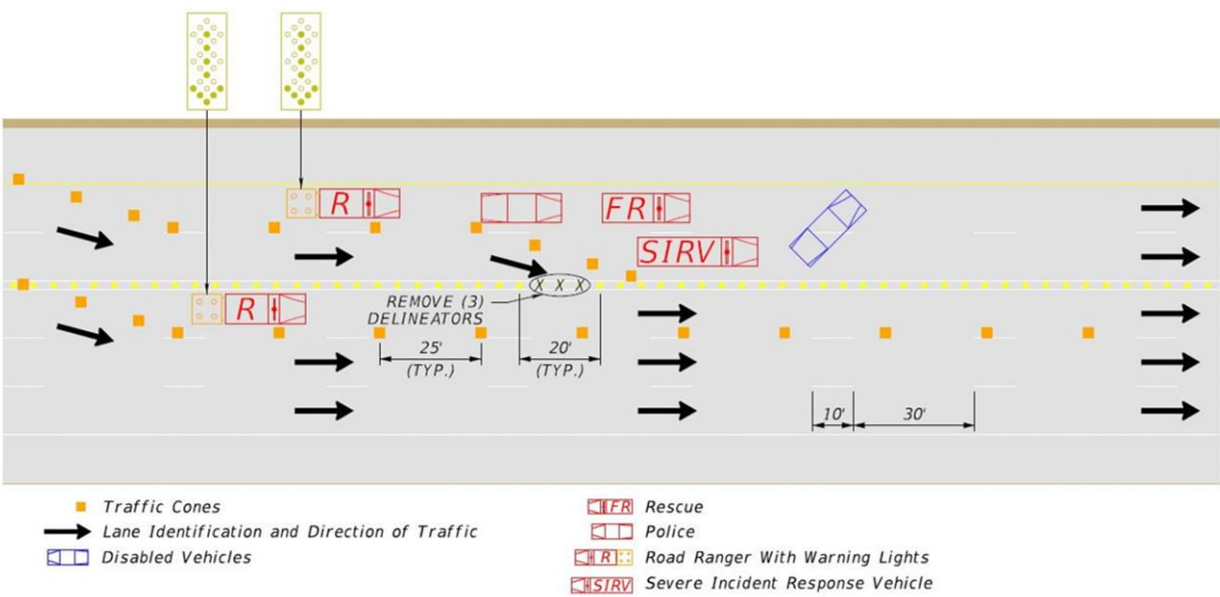 R
FR
SIRV
R
X X X
REMOVE (3)
DELINEATORS
25'
(TYP.)
20'
(TYP.)
10'
30'
Traffic Cones
Lane Identification and Direction of Traffic
Disabled Vehicles
FR Rescue
Police
R Road Ranger With Warning Lights
SIRV Severe Incident Response Vehicle